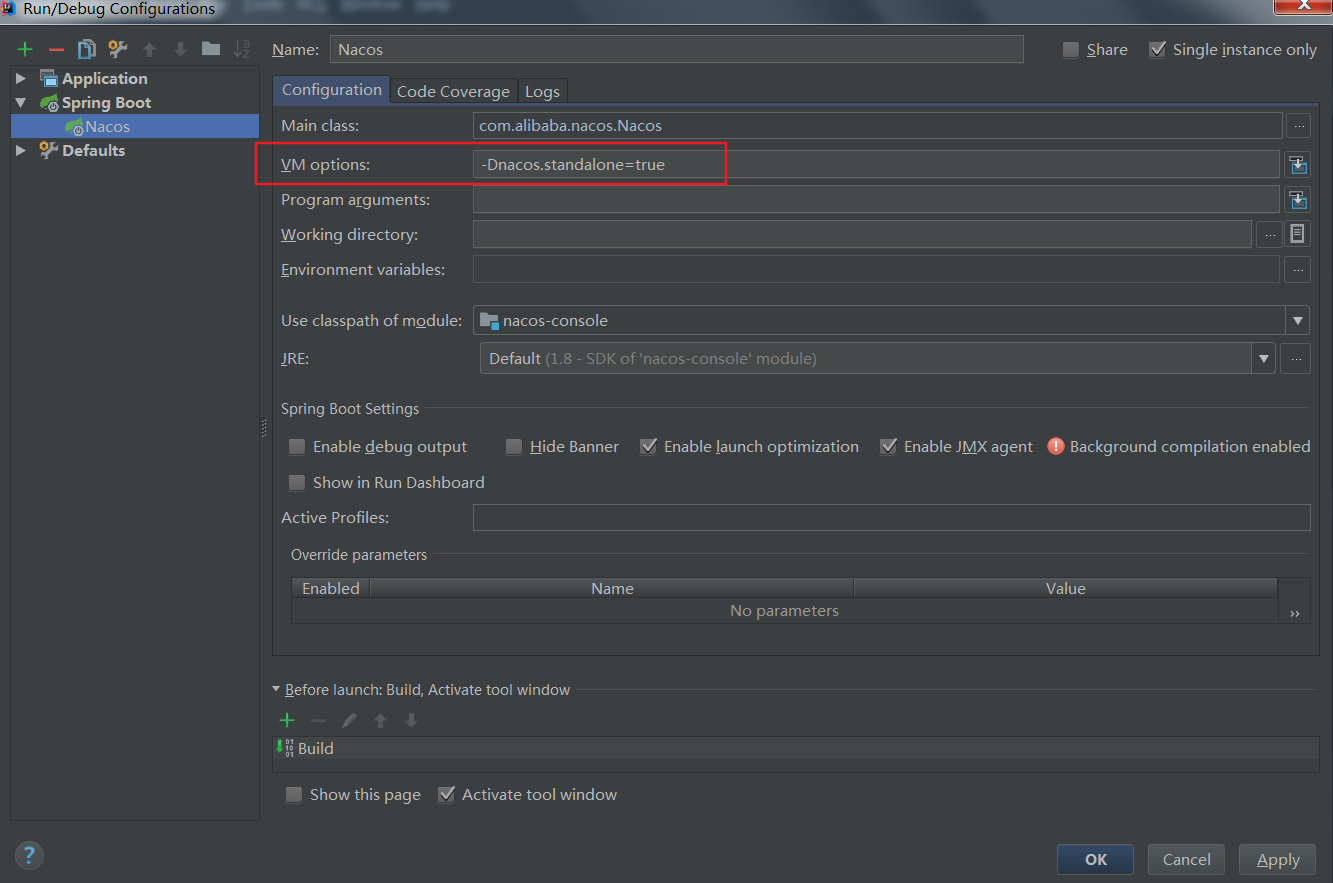 Run/Debug Configurations
Name: Nacos Share Single instance only
Application
Spring Boot
Nacos
Defaults
Configuration Code Coverage Logs
Main class: com.alibaba.nacos.Nacos ...
VM options: -Dnacos.standalone=true
Program arguments:
Working directory: ...
Environment variables: ...
Use classpath of module: nacos-console
JRE: Default (1.8 - SDK of 'nacos-console' module) ...
Spring Boot Settings
Enable debug output Hide Banner Enable launch optimization Enable JMX agent Background compilation enabled
Show in Run Dashboard
Active Profiles:
Override parameters
Enabled Name Value
No parameters
Before launch: Build, Activate tool window
Build
Show this page Activate tool window
? OK Cancel Apply